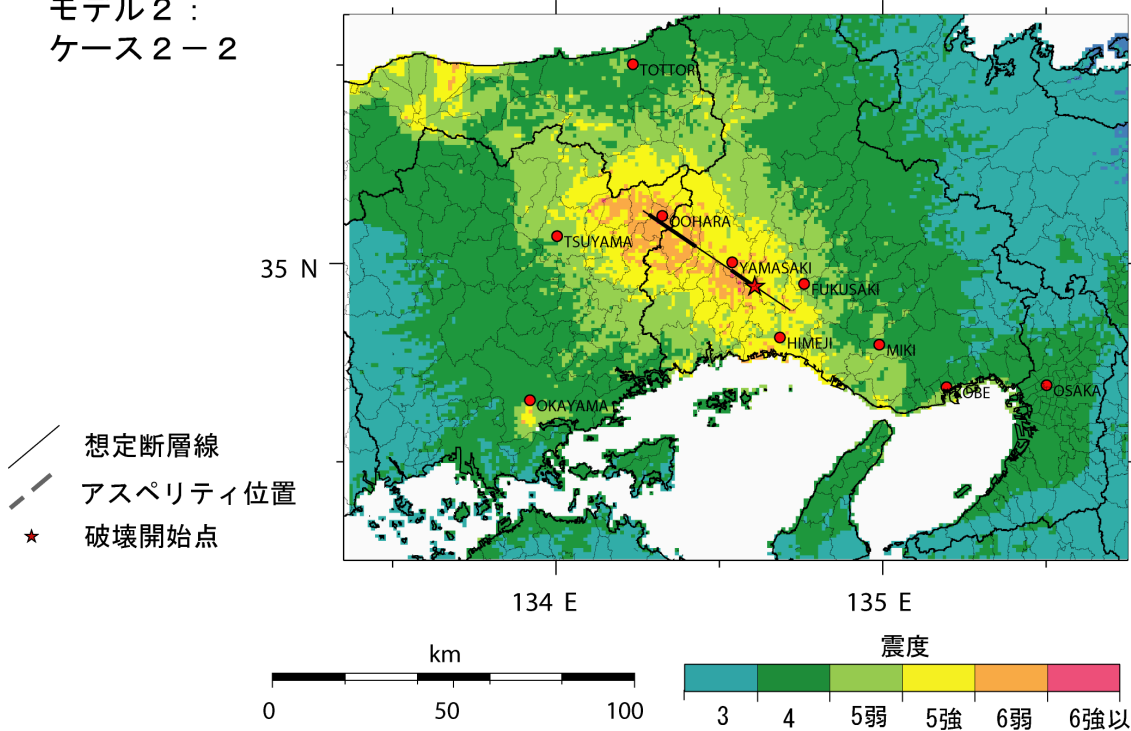 モデル２：
ケース２－２
TOTTORI
OOHARA
TSUYAMA
YAMASAKI
FUKUSAKI
HIMEJI
MIKI
OKAYAMA
KOBE
OSAKA
35 N
134 E
135 E
想定断層線
アスペリティ位置
破壊開始点
km
0
50
100
震度
3
4
5弱
5強
6弱
6強以